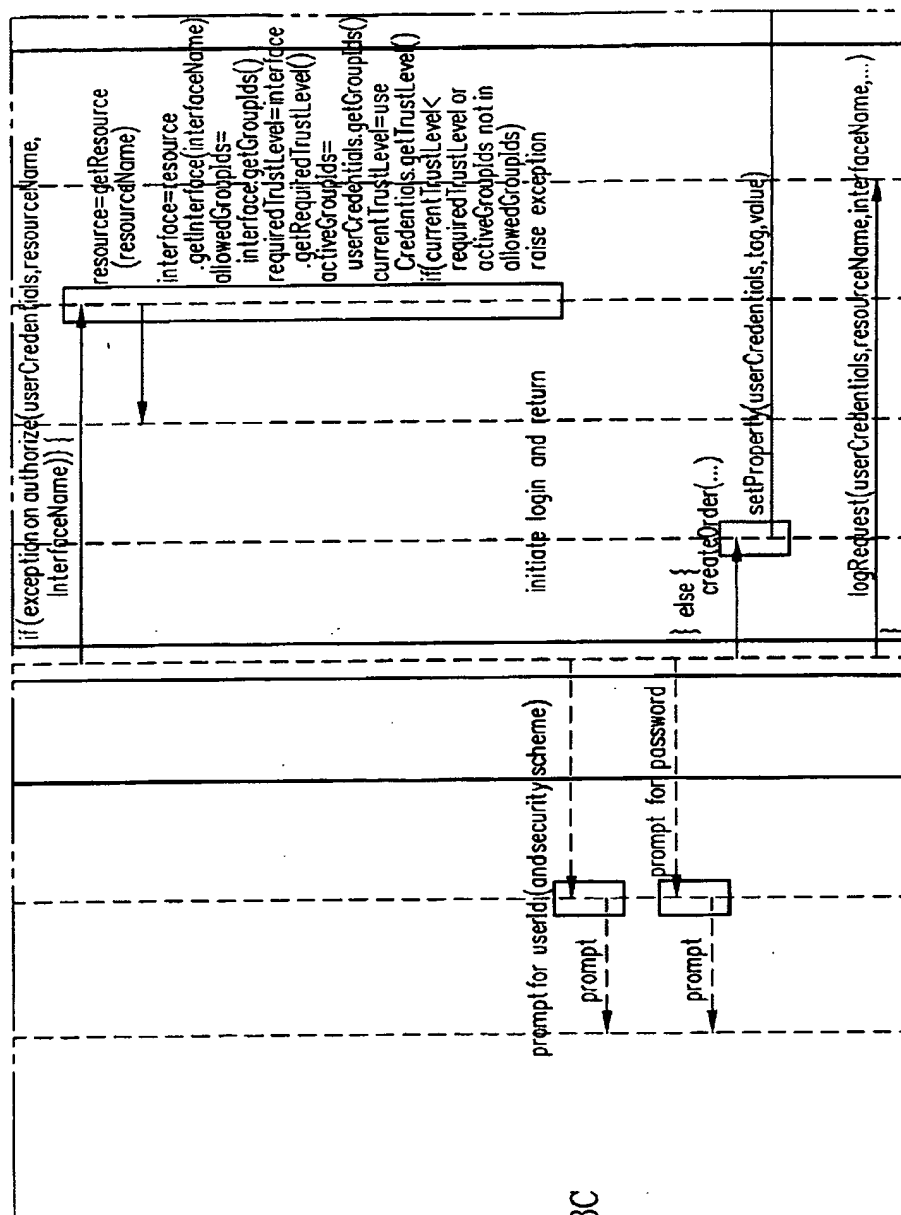 if (exception on authorize(userCredentials,resourceName,
InterfaceName)) {
resource=getResource
(resourceName)
interface=resource
.getInterface(interfaceName)
allowedGroupIds=
interface.getGroupIds()
requiredTrustLevel=interface
.getRequiredTrustLevel()
activeGroupIds=
userCredentials.getGroupIds()
currentTrustLevel=use
Credentials.getTrustLevel()
if(currentTrustLevel<
requiredTrustLevel or
activeGroupIds not in
allowedGroupIds)
raise exception
initiate login and return
prompt for userId (and security scheme)
prompt
prompt for password
prompt
} else {
createOrder(...)
setProperty(userCredentials,tag,value)
logRequest(userCredentials,resourceName,interfaceName,...)
}